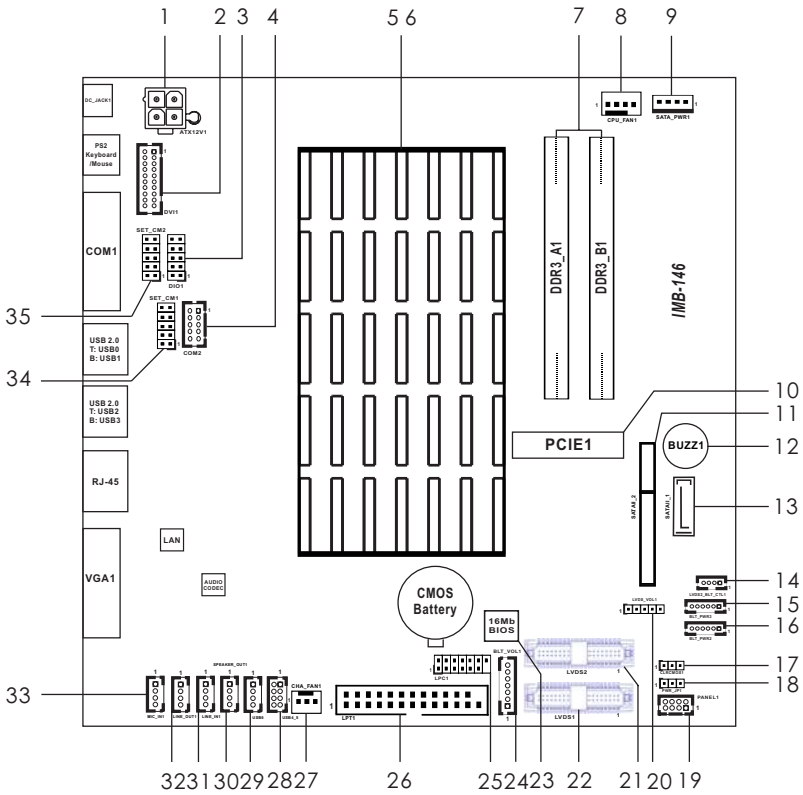 1 2 3 4 5 6 7 8 9
DC_JACK1
ATX12V1
CPU_FAN1
SATA_PWR1
PS2
Keyboard
/Mouse
DVI1
COM1
SET_CM2
DIO1
DDR3_A1
DDR3_B1
IMB-146
35
SET_CM1
COM2
USB 2.0
T: USB0
B: USB1
34
USB 2.0
T: USB2
B: USB3
10
11
PCIE1
BUZZ1
12
RJ-45
SATAII_1
13
LAN
VGA1
AUDIO
CODEC
CMOS
Battery
14
LVDS_VOL1
15
BLT_PWR3
16Mb
BIOS
16
BLT_PWR2
SPEAKER_OUT1
BLT_VOL1
LPC1
LVDS2
CLRCMOS1
17
PWR_JP1
18
33
CHA_FAN1
PANEL1
MIC_IN1
LINE_OUT1
LINE_IN1
USB6
USB4_5
LPT1
LVDS1
32 31 30 29 28 27 26 25 24 23 22 21 20 19